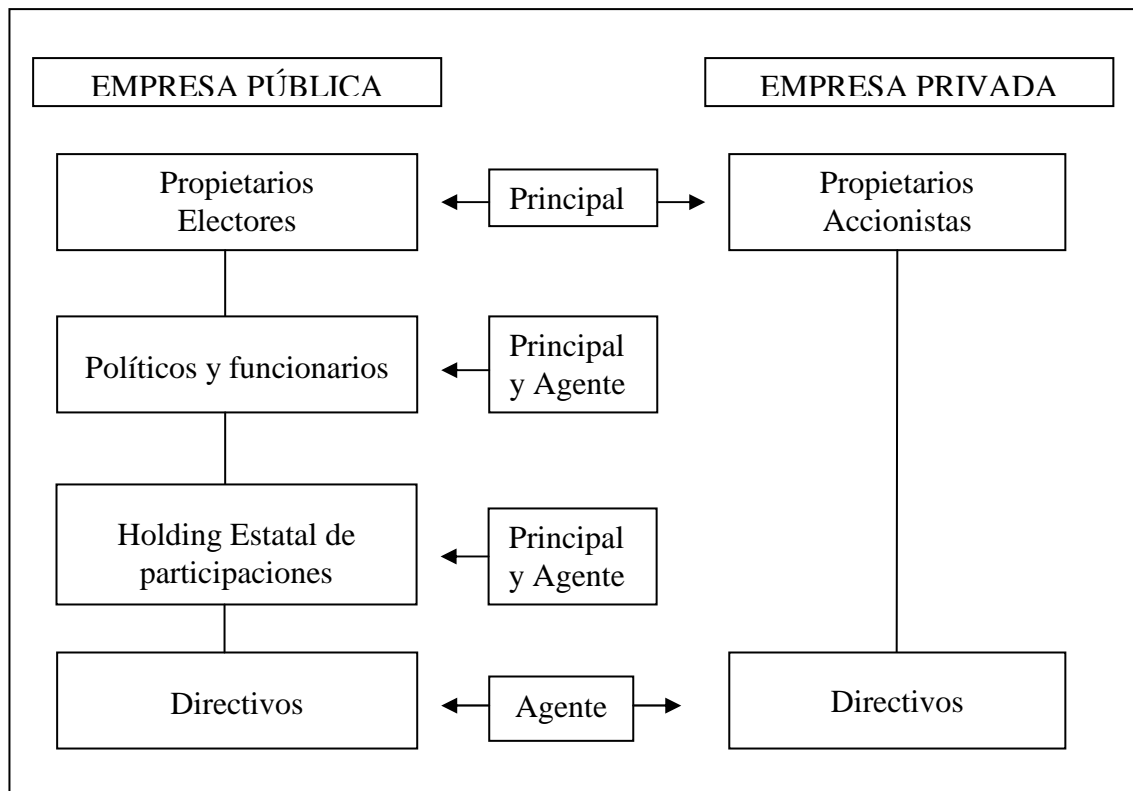 EMPRESA PÚBLICA
EMPRESA PRIVADA
Propietarios
Electores
Principal
Propietarios
Accionistas
Políticos y funcionarios
Principal
y Agente
Holding Estatal de
participaciones
Principal
y Agente
Directivos
Agente
Directivos